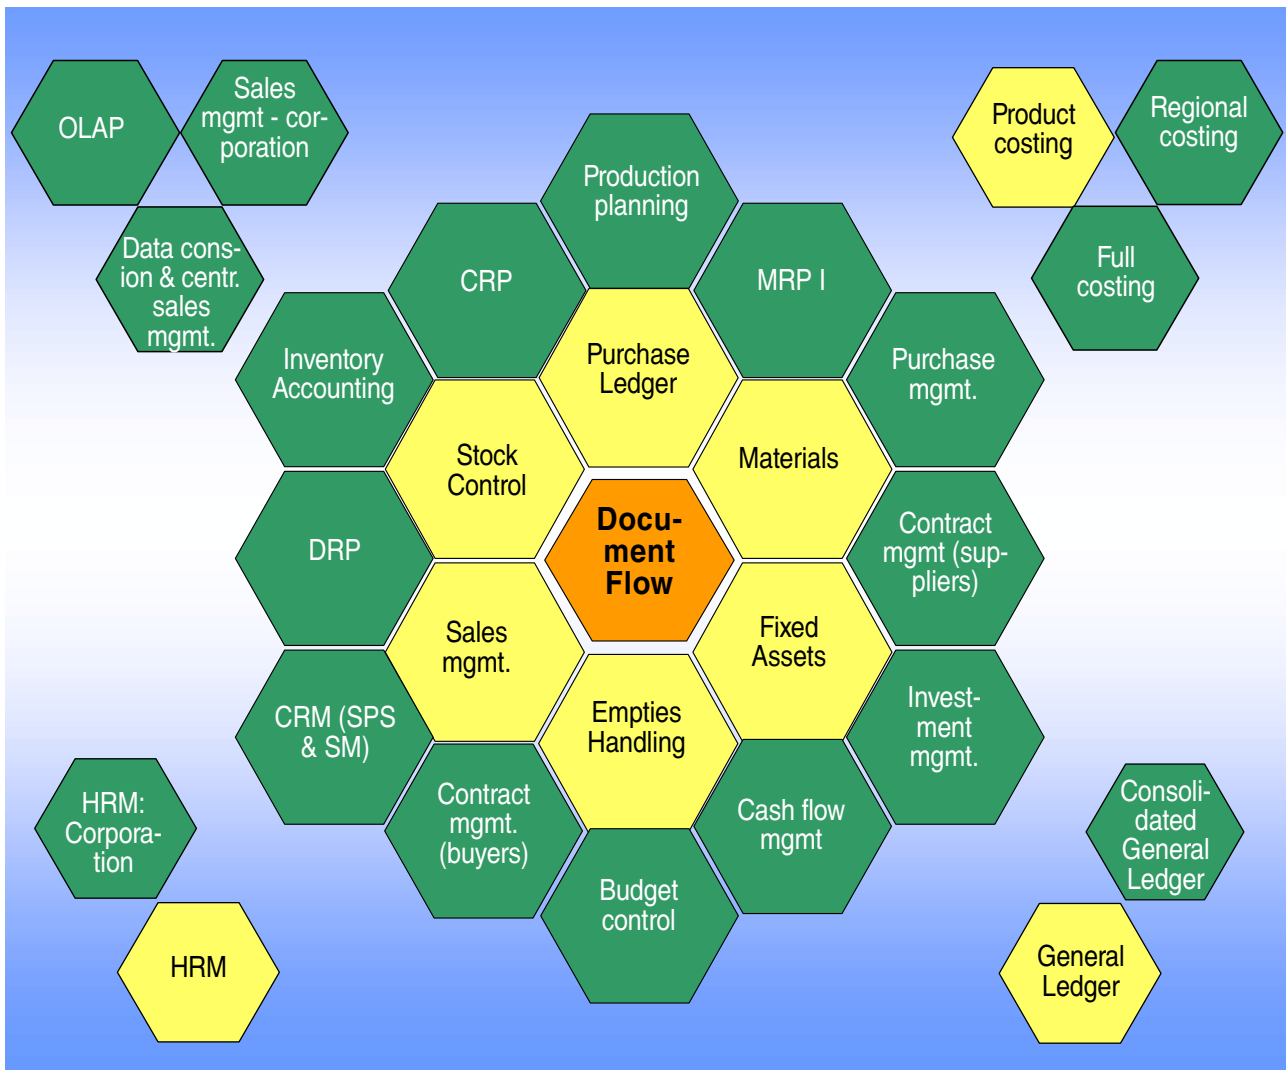 OLAP
Sales
mgmt - cor-
poration
Data cons-
ion & centr.
sales
mgmt.
Product
costing
Regional
costing
Full
costing
Production
planning
CRP
MRP I
Inventory
Accounting
Purchase
Ledger
Purchase
mgmt.
Stock
Control
Materials
Docu-
ment
Flow
DRP
Contract
mgmt (sup-
pliers)
Sales
mgmt.
Fixed
Assets
CRM (SPS
& SM)
Empties
Handling
Invest-
ment
mgmt.
Contract
mgmt.
(buyers)
Cash flow
mgmt
Budget
control
HRM:
Corpora-
tion
HRM
Consoli-
dated
General
Ledger
General
Ledger